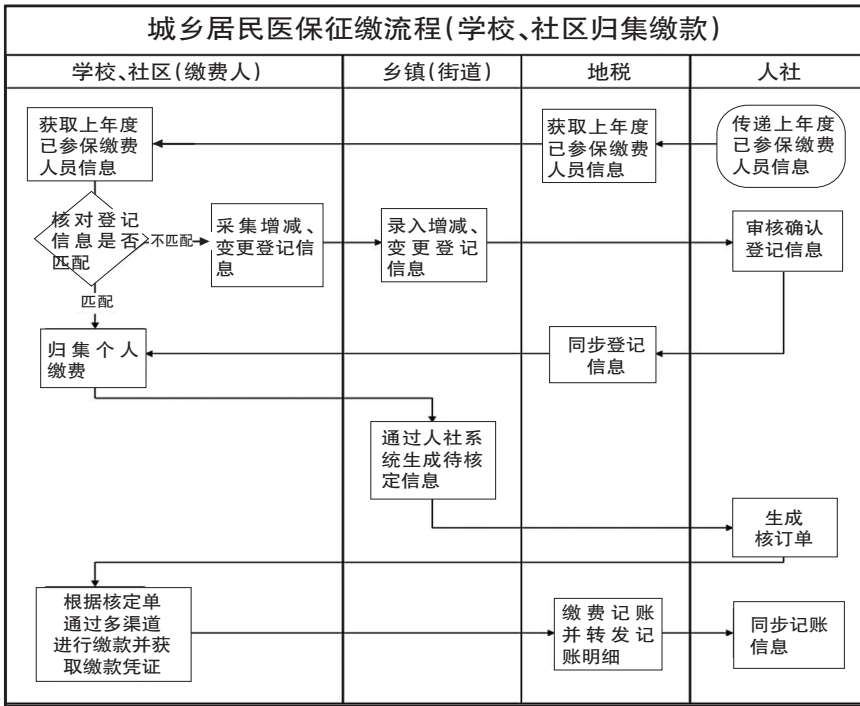 城乡居民医保征缴流程(学校、社区归集缴款)
学校、社区(缴费人)
乡镇(街道)
地税
人社
获取上年度
已参保缴费
人员信息
获取上年度
已参保缴费
人员信息
传递上年度
已参保缴费
人员信息
核对登记
信息是否
匹配
不匹配
采集增减、
变更登记信
息
录入增减、
变更登记
信息
审核确认
登记信息
匹配
归集个人
缴费
同步登记
信息
通过人社系
统生成待核
定信息
生成
核订单
根据核定单
通过多渠道
进行缴款并获
取缴款凭证
缴费记账
并转发记
账明细
同步记账
信息